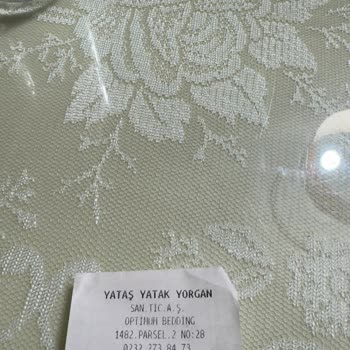 YATAŞ YATAK YORGAN
SAN.TİC.A.Ş.
OPTIMUM BEDDING
1482.PARSEL.2 NO:28
0232 273 84 73